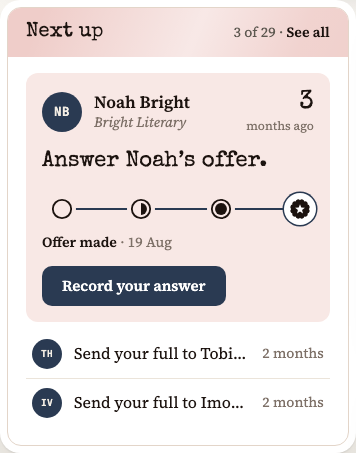 Next up
3 of 29 · See all
NB
Noah Bright
Bright Literary
3
months ago
Answer Noah’s offer.
Offer made · 19 Aug
Record your answer
TH
Send your full to Tobi...
2 months
IV
Send your full to Imo...
2 months